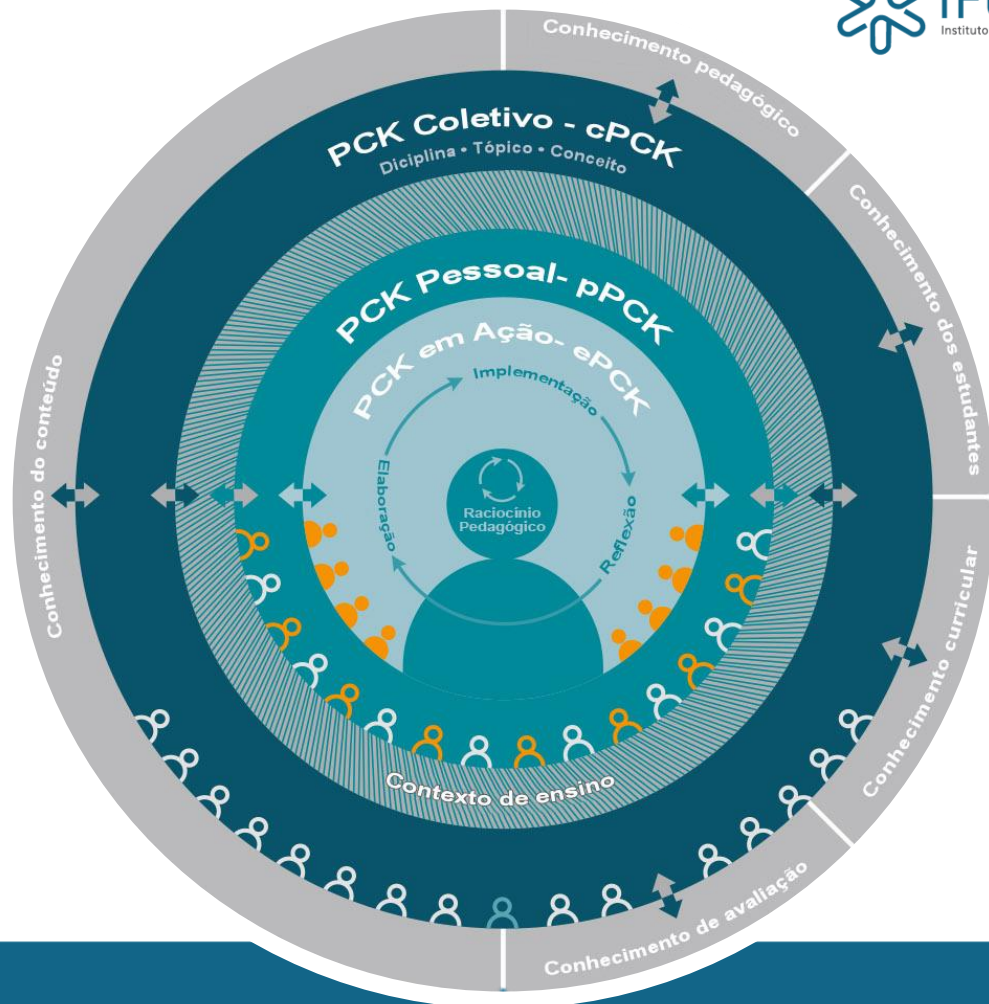 Instituto
Conhecimento pedagógico
PCK Coletivo - cPCK
Diciplina • Tópico • Conceito
Conhecimento dos estudantes
PCK Pessoal- pPCK
PCK em Ação- ePCK
Implementação
Conhecimento do conteúdo
Elaboração
Raciocínio
Pedagógico
Reflexão
Conhecimento curricular
Contexto de ensino
Conhecimento de avaliação